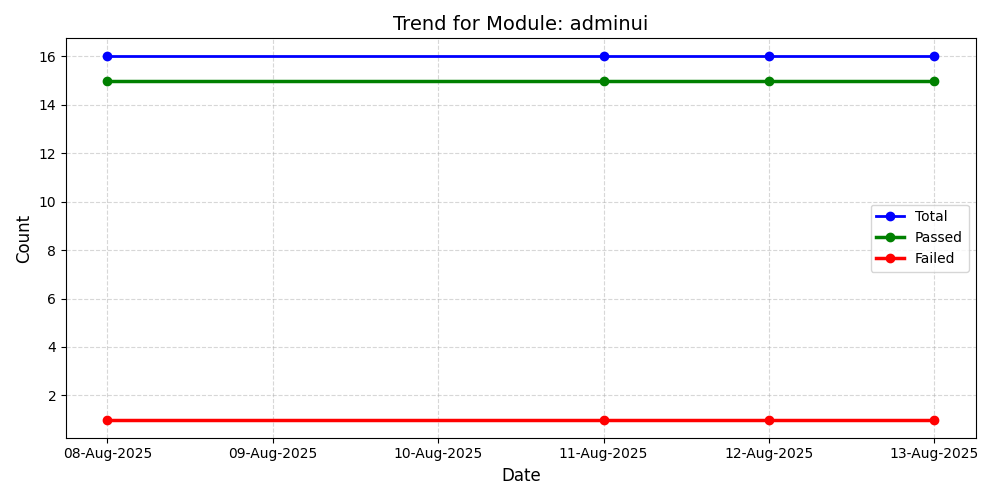 Trend for Module: adminui
Count
16
14
12
10
8
6
4
2
Total
Passed
Failed
08-Aug-2025 09-Aug-2025 10-Aug-2025 11-Aug-2025 12-Aug-2025 13-Aug-2025
Date